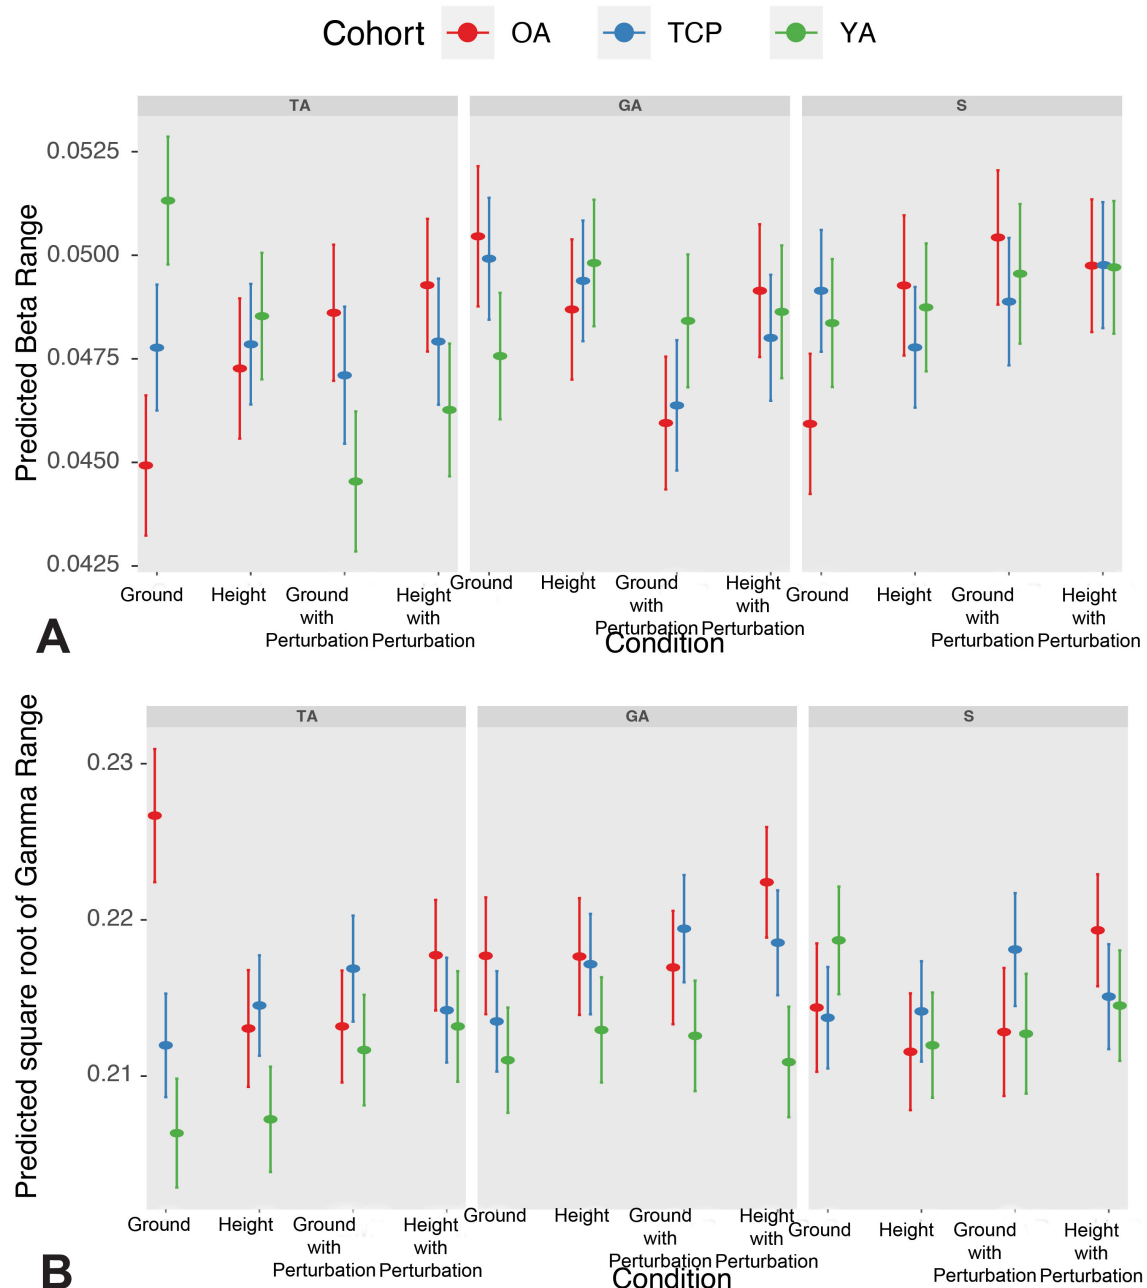 Cohort OA TCP YA
TA GA S
Predicted Beta Range
0.0525
0.0500
0.0475
0.0450
0.0425
Ground Height Ground with Perturbation Height with Perturbation
Ground Height Ground with Perturbation Height with Perturbation
Ground Height Ground with Perturbation Height with Perturbation
Condition
A
TA GA S
Predicted square root of Gamma Range
0.23
0.22
0.21
Ground Height Ground with Perturbation Height with Perturbation
Ground Height Ground with Perturbation Height with Perturbation
Ground Height Ground with Perturbation Height with Perturbation
Condition
B